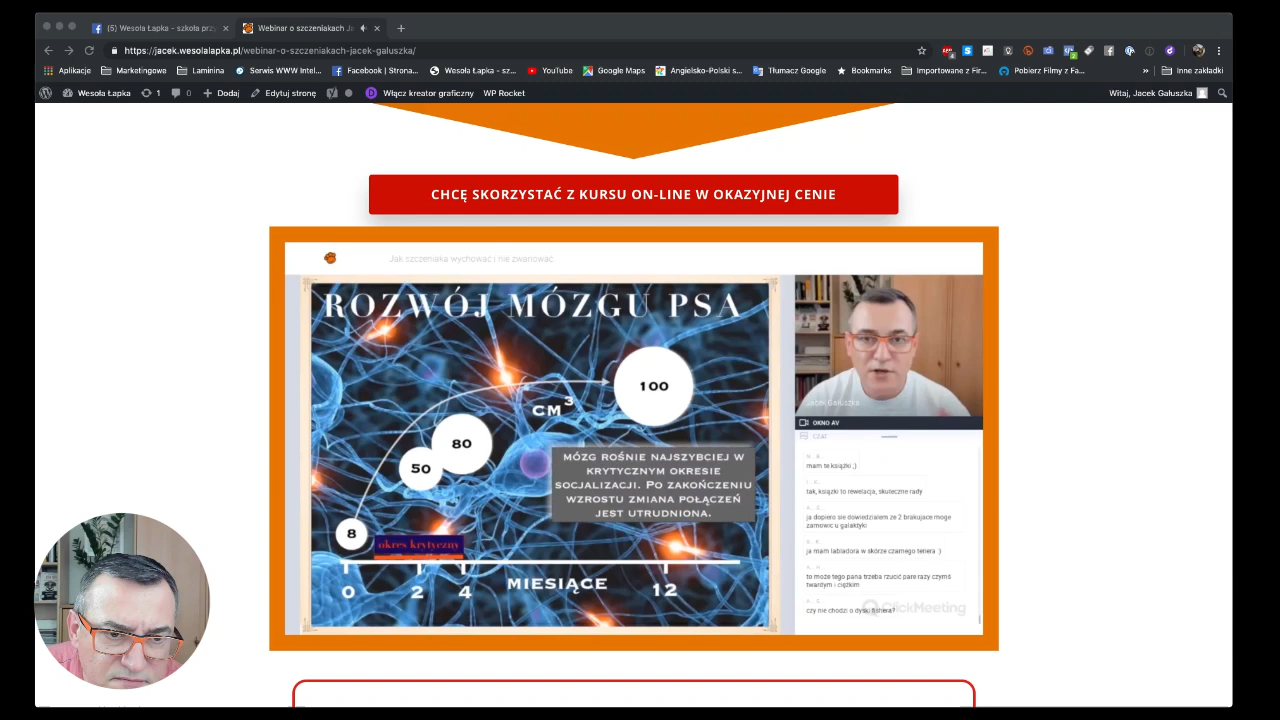 (5) Wesoła Łapka - szkoła przy
Webinar o szczeniakach Ja
https://jacek.wesolalapka.pl/webinar-o-szczeniakach-jacek-galuszka/
Aplikacje
Marketingowe
Laminina
Serwis WWW Intel...
Facebook | Strona...
Wesoła Łapka - sz...
YouTube
Google Maps
Angielsko-Polski s...
Tłumacz Google
Bookmarks
Importowane z Fir...
Pobierz Filmy z Fa...
»
Inne zakładki
Wesoła Łapka
1
0
Dodaj
Edytuj stronę
Włącz kreator graficzny
WP Rocket
Witaj, Jacek Gałuszka
CHCĘ SKORZYSTAĆ Z KURSU ON-LINE W OKAZYJNEJ CENIE
Jak szczeniaka wychować i nie zwariować.
ROZWÓJ MÓZGU PSA
100
CM3
80
50
8
MÓZG ROŚNIE NAJSZYBCIEJ W
KRYTYCZNYM OKRESIE
SOCJALIZACJI. PO ZAKOŃCZENIU
WZROSTU ZMIANA POŁĄCZEŃ
JEST UTRUDNIONA.
okres krytyczny
MIESIĄCE
0 2 4 12
Jacek Gałuszka
OKNO AV
CZAT
mam te książki ;)
tak, ksiązki to rewelacja, skuteczne rady
ja dopiero sie dowiedzialem ze 2 brakujace moge
zamowic u galaktyki
ja mam labladora w skórze czarnego teriera :)
to może tego pana trzeba rzucić pare razy czymś
twardym i ciężkim
czy nie chodzi o dyski fishera?
ClickMeeting